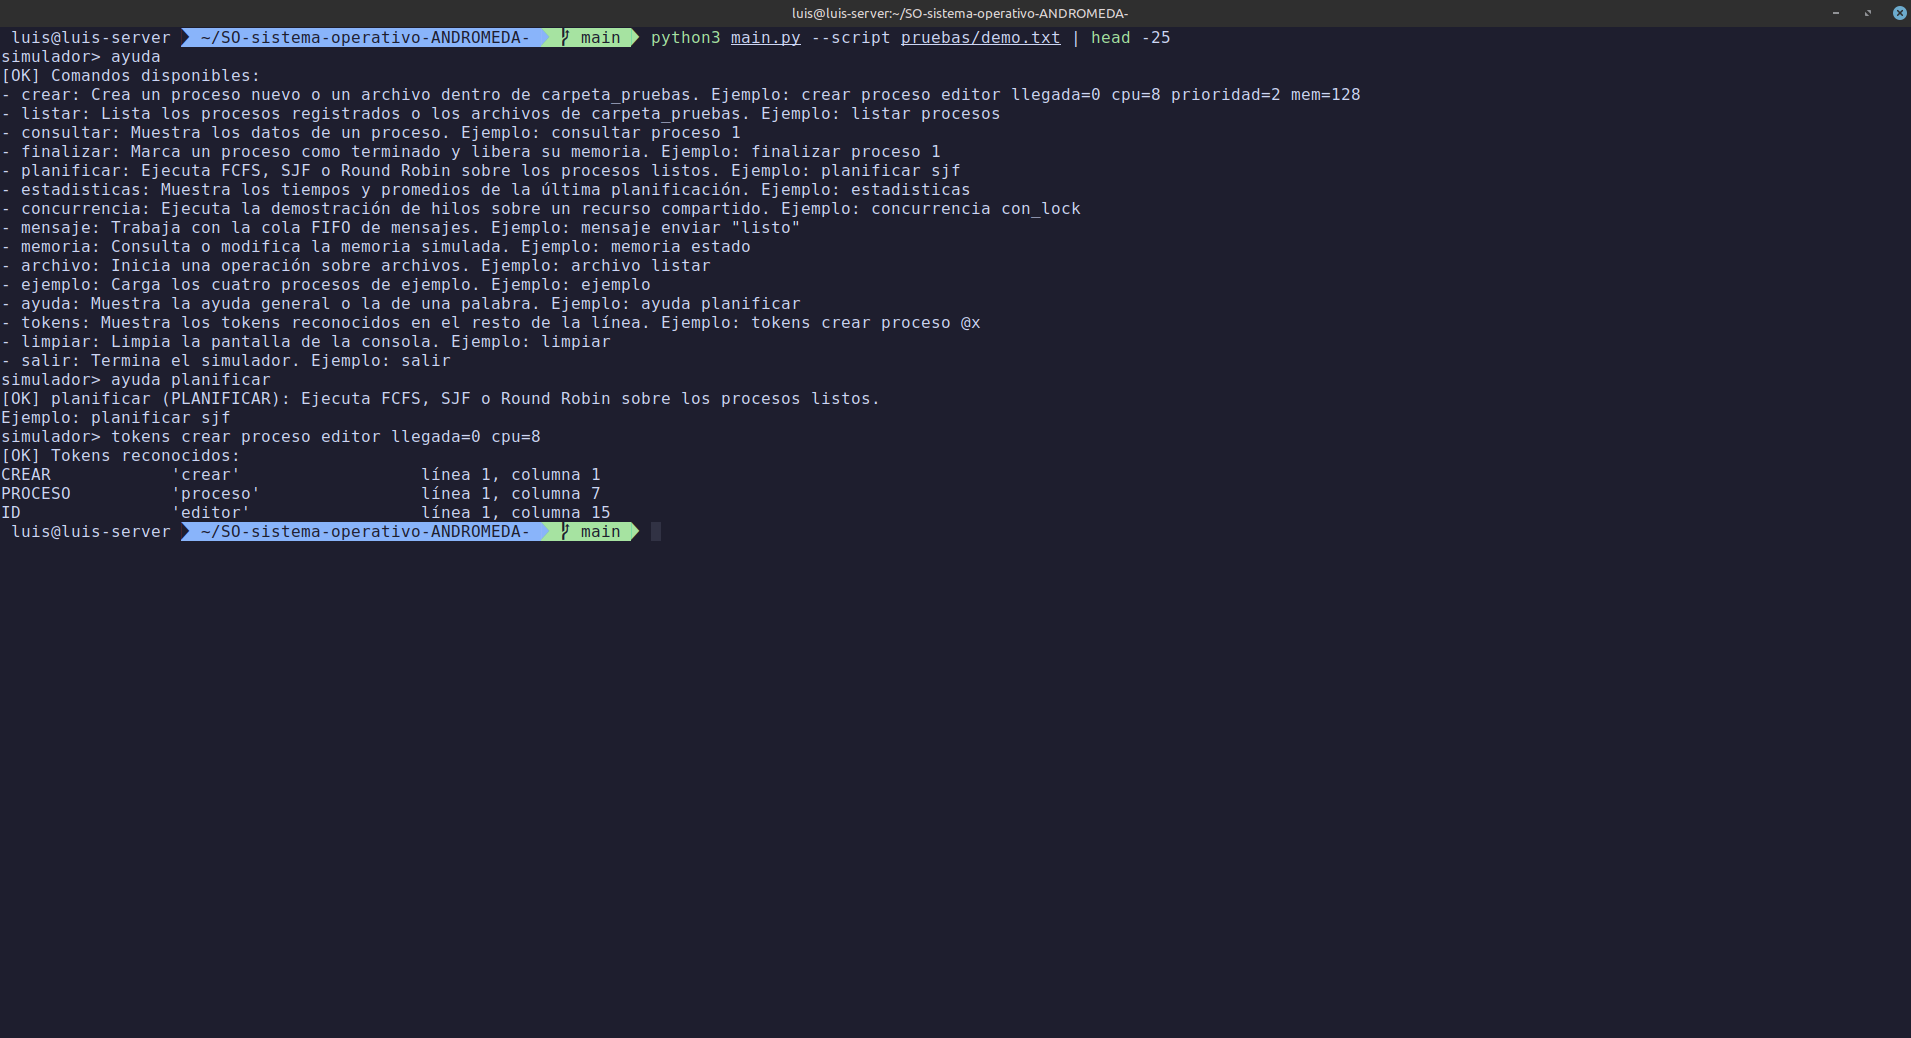 luis@luis-server:~/SO-sistema-operativo-ANDROMEDA-
luis@luis-server ~/SO-sistema-operativo-ANDROMEDA- main python3 main.py --script pruebas/demo.txt | head -25
simulador> ayuda
[OK] Comandos disponibles:
- crear: Crea un proceso nuevo o un archivo dentro de carpeta_pruebas. Ejemplo: crear proceso editor llegada=0 cpu=8 prioridad=2 mem=128
- listar: Lista los procesos registrados o los archivos de carpeta_pruebas. Ejemplo: listar procesos
- consultar: Muestra los datos de un proceso. Ejemplo: consultar proceso 1
- finalizar: Marca un proceso como terminado y libera su memoria. Ejemplo: finalizar proceso 1
- planificar: Ejecuta FCFS, SJF o Round Robin sobre los procesos listos. Ejemplo: planificar sjf
- estadisticas: Muestra los tiempos y promedios de la última planificación. Ejemplo: estadisticas
- concurrencia: Ejecuta la demostración de hilos sobre un recurso compartido. Ejemplo: concurrencia con_lock
- mensaje: Trabaja con la cola FIFO de mensajes. Ejemplo: mensaje enviar "listo"
- memoria: Consulta o modifica la memoria simulada. Ejemplo: memoria estado
- archivo: Inicia una operación sobre archivos. Ejemplo: archivo listar
- ejemplo: Carga los cuatro procesos de ejemplo. Ejemplo: ejemplo
- ayuda: Muestra la ayuda general o la de una palabra. Ejemplo: ayuda planificar
- tokens: Muestra los tokens reconocidos en el resto de la línea. Ejemplo: tokens crear proceso @x
- limpiar: Limpia la pantalla de la consola. Ejemplo: limpiar
- salir: Termina el simulador. Ejemplo: salir
simulador> ayuda planificar
[OK] planificar (PLANIFICAR): Ejecuta FCFS, SJF o Round Robin sobre los procesos listos.
Ejemplo: planificar sjf
simulador> tokens crear proceso editor llegada=0 cpu=8
[OK] Tokens reconocidos:
CREAR 'crear' línea 1, columna 1
PROCESO 'proceso' línea 1, columna 7
ID 'editor' línea 1, columna 15
luis@luis-server ~/SO-sistema-operativo-ANDROMEDA- main